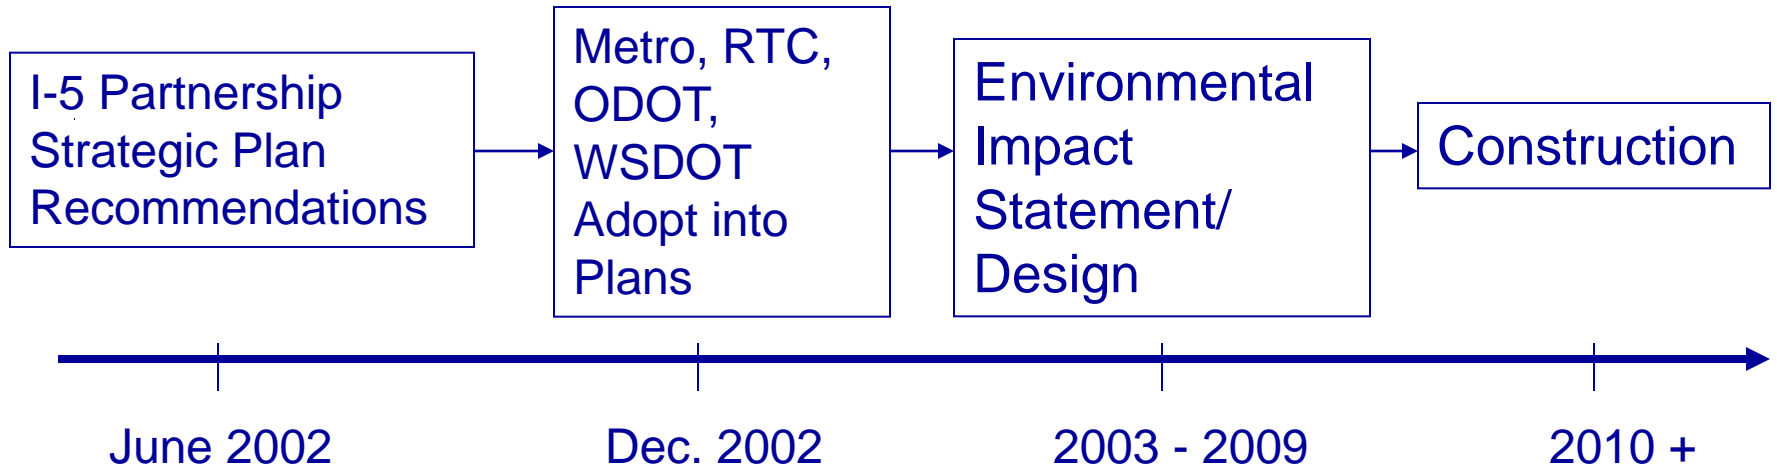 I-5 Partnership
Strategic Plan
Recommendations
Metro, RTC,
ODOT,
WSDOT
Adopt into
Plans
Environmental
Impact
Statement/
Design
Construction
June 2002
Dec. 2002
2003 - 2009
2010 +